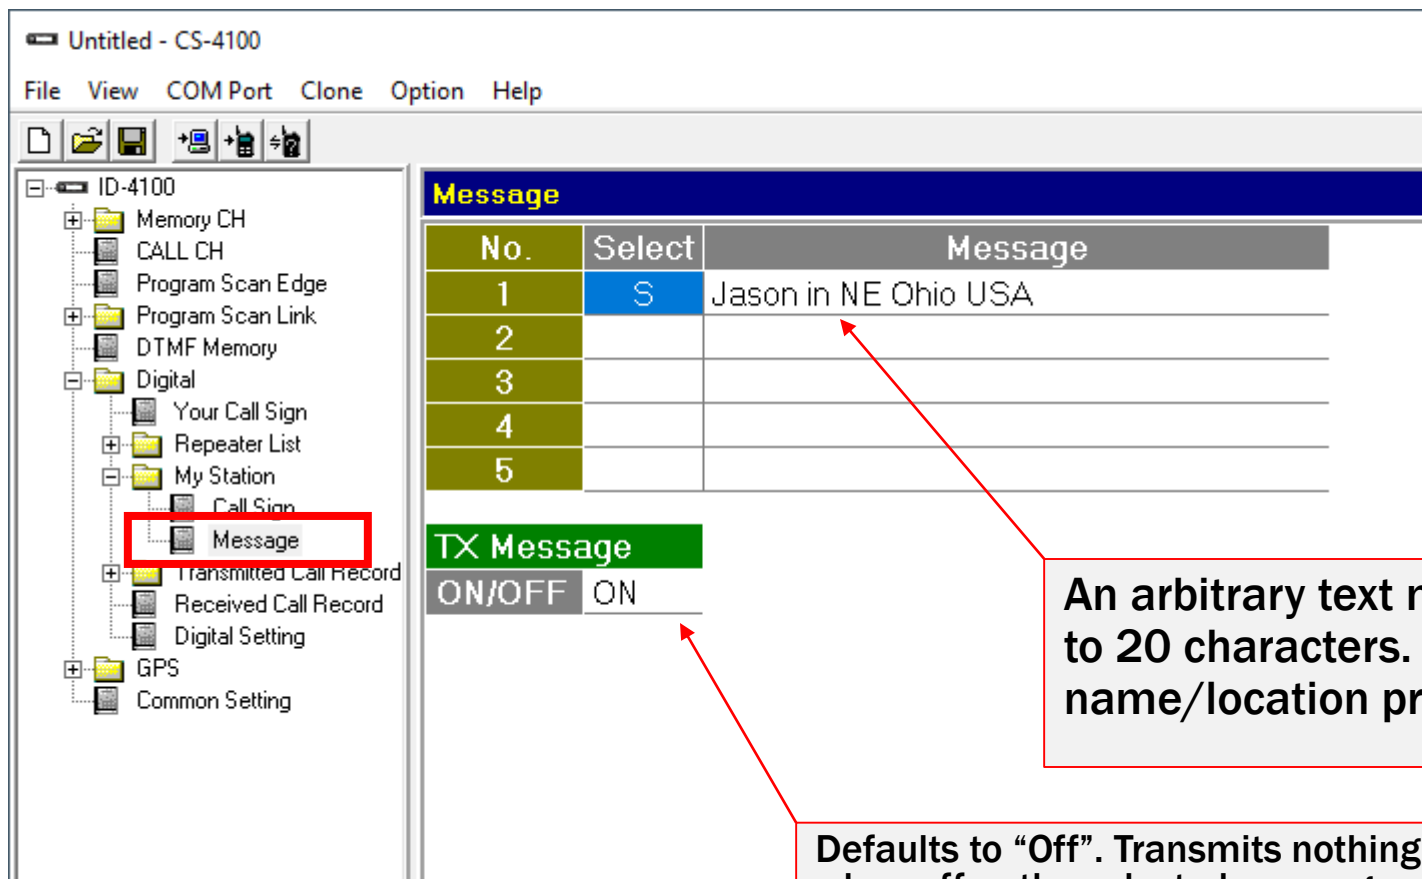 Untitled - CS-4100
File View COM Port Clone Option Help
ID-4100
Memory CH
CALL CH
Program Scan Edge
Program Scan Link
DTMF Memory
Digital
Your Call Sign
Repeater List
My Station
Call Sign
Message
Transmitted Call Record
Received Call Record
Digital Setting
GPS
Common Setting
Message
No. Select Message
1 S Jason in NE Ohio USA
2
3
4
5
TX Message
ON/OFF ON
An arbitrary text
to 20 characters.
name/location pr
Defaults to “Off”. Transmits nothing